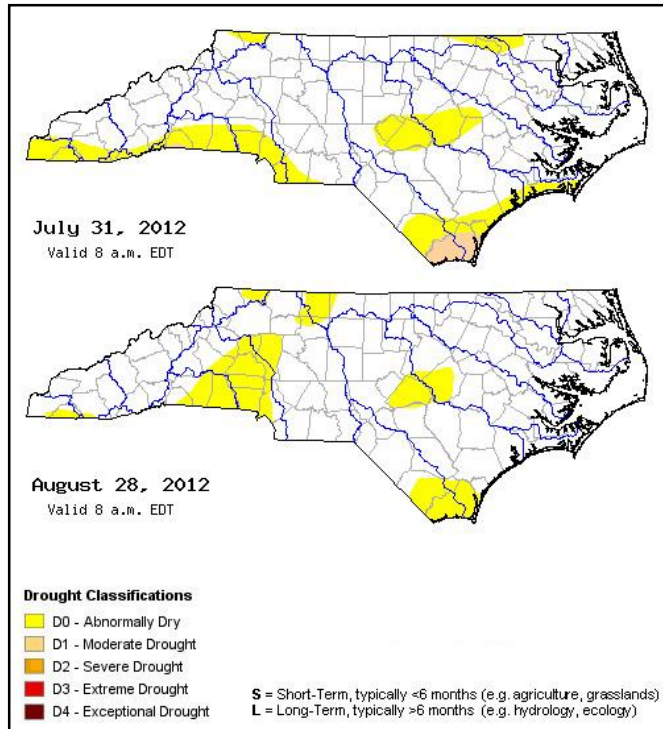 July 31, 2012
Valid 8 a.m. EDT
August 28, 2012
Valid 8 a.m. EDT
Drought Classifications
D0 - Abnormally Dry
D1 - Moderate Drought
D2 - Severe Drought
D3 - Extreme Drought
D4 - Exceptional Drought
S = Short-Term, typically <6 months (e.g. agriculture, grasslands)
L = Long-Term, typically >6 months (e.g. hydrology, ecology)